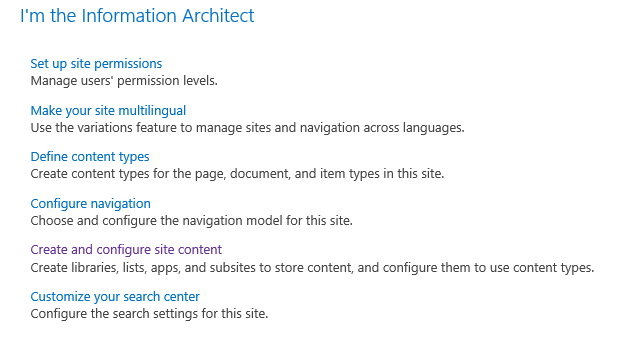 I'm the Information Architect
Set up site permissions
Manage users' permission levels.
Make your site multilingual
Use the variations feature to manage sites and navigation across languages.
Define content types
Create content types for the page, document, and item types in this site.
Configure navigation
Choose and configure the navigation model for this site.
Create and configure site content
Create libraries, lists, apps, and subsites to store content, and configure them to use content types.
Customize your search center
Configure the search settings for this site.